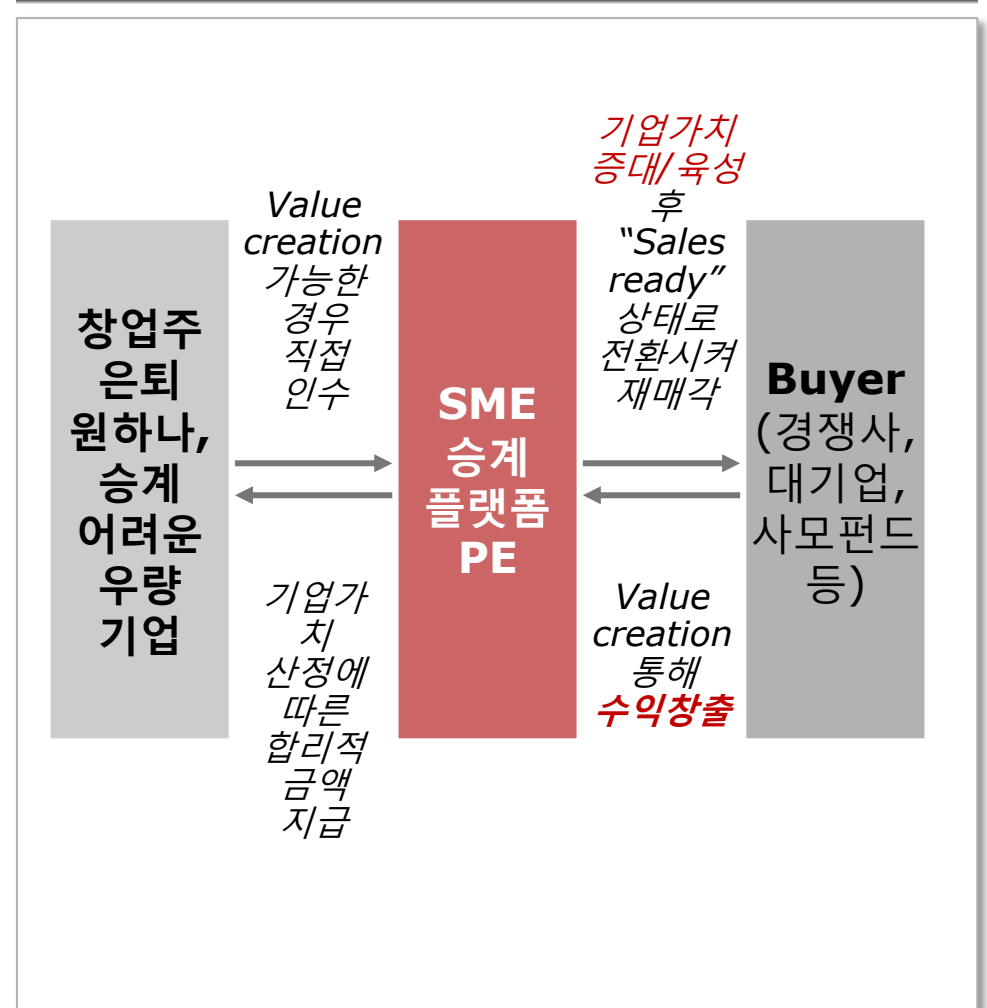 창업주
은퇴
원하나,
승계
어려운
우량
기업
Value
creation
가능한
경우
직접
인수
기업가
치
산정에
따른
합리적
금액
지급
SME
승계
플랫폼
PE
기업가치
증대/육성
후
“Sales
ready”
상태로
전환시켜
재매각
Value
creation
통해
수익창출
Buyer
(경쟁사,
대기업,
사모펀드
등)